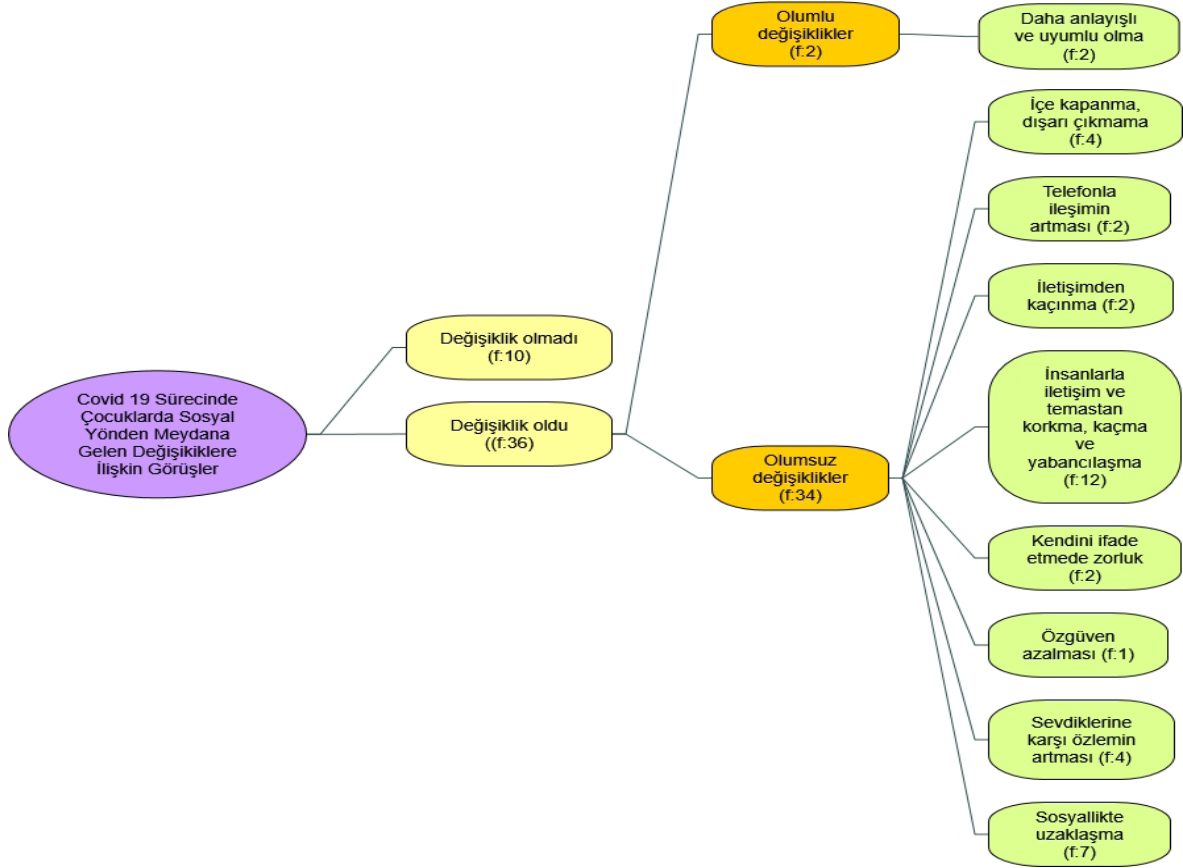 Covid 19 Sürecinde
Çocuklarda Sosyal
Yönden Meydana
Gelen Değişikiklere
İlişkin Görüşler
Değişiklik olmadı
(f:10)
Değişiklik oldu
((f:36)
Olumlu
değişiklikler
(f:2)
Olumsuz
değişiklikler
(f:34)
Daha anlayışlı
ve uyumlu olma
(f:2)
İçe kapanma,
dışarı çıkmama
(f:4)
Telefonla
ileşimin
artması (f:2)
İletişimden
kaçınma (f:2)
İnsanlarla
iletişim ve
temastan
korkma, kaçma
ve
yabancılaşma
(f:12)
Kendini ifade
etmede zorluk
(f:2)
Özgüven
azalması (f:1)
Sevdiklerine
karşı özlemin
artması (f:4)
Sosyallikte
uzaklaşma
(f:7)